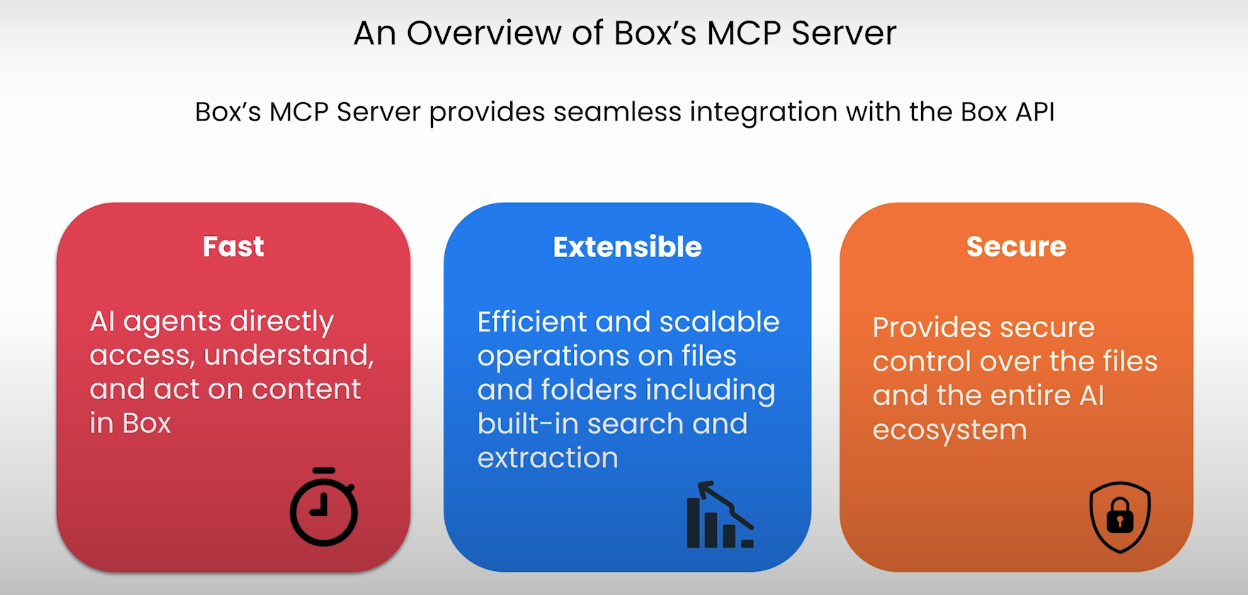 An Overview of Box’s MCP Server
Box’s MCP Server provides seamless integration with the Box API
Fast
AI agents directly
access, understand,
and act on content
in Box
Extensible
Efficient and scalable
operations on files
and folders including
built-in search and
extraction
Secure
Provides secure
control over the files
and the entire AI
ecosystem